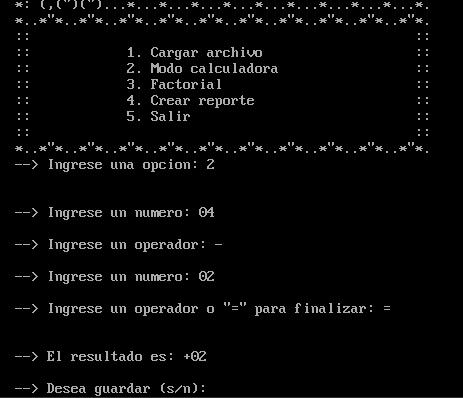 *: (,(")(")...*...*...*...*...*...*...*...*...*.
*..*"*..*"*..*"*..*"*..*"*..*"*..*"*..*"*..*"*.
:: ::
:: 1. Cargar archivo ::
:: 2. Modo calculadora ::
:: 3. Factorial ::
:: 4. Crear reporte ::
:: 5. Salir ::
:: ::
*..*"*..*"*..*"*..*"*..*"*..*"*..*"*..*"*..*"*.
--> Ingrese una opcion: 2
--> Ingrese un numero: 04
--> Ingrese un operador: -
--> Ingrese un numero: 02
--> Ingrese un operador o "=" para finalizar: =
--> El resultado es: +02
--> Desea guardar (s/n):